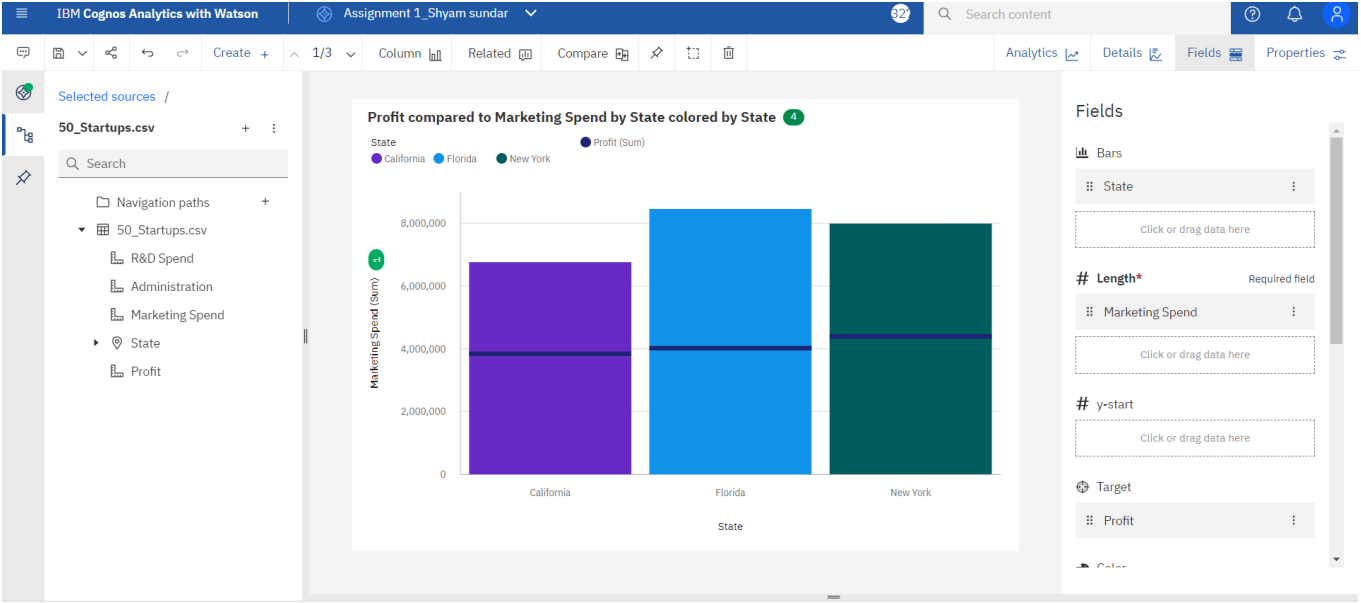 IBM Cognos Analytics with Watson
Assignment 1_Shyam sundar
Search content
Create +
1/3
Column
Related
Compare
Analytics
Details
Fields
Properties
Selected sources /
50_Startups.csv
Search
Navigation paths
50_Startups.csv
R&D Spend
Administration
Marketing Spend
State
Profit
Profit compared to Marketing Spend by State colored by State 4
State
California Florida New York
Profit (Sum)
Marketing Spend (Sum)
8,000,000
6,000,000
4,000,000
2,000,000
0
California Florida New York
State
Fields
Bars
State
Click or drag data here
# Length* Required field
Marketing Spend
Click or drag data here
# y-start
Click or drag data here
Target
Profit
Color